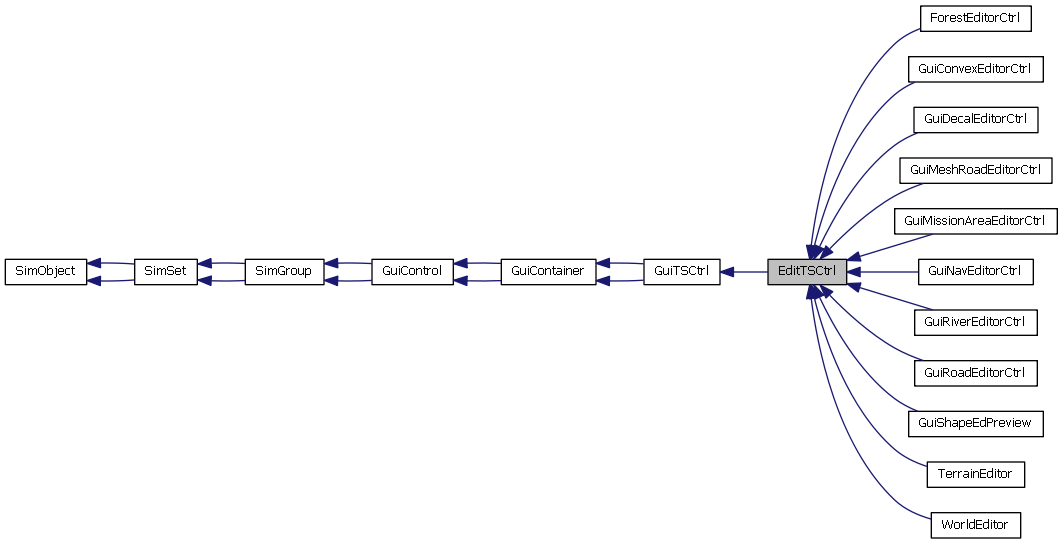 ForestEditorCtrl
GuiConvexEditorCtrl
GuiDecalEditorCtrl
GuiMeshRoadEditorCtrl
GuiMissionAreaEditorCtrl
SimObject
SimSet
SimGroup
GuiControl
GuiContainer
GuiTSCtrl
EditTSCtrl
GuiNavEditorCtrl
GuiRiverEditorCtrl
GuiRoadEditorCtrl
GuiShapeEdPreview
TerrainEditor
WorldEditor